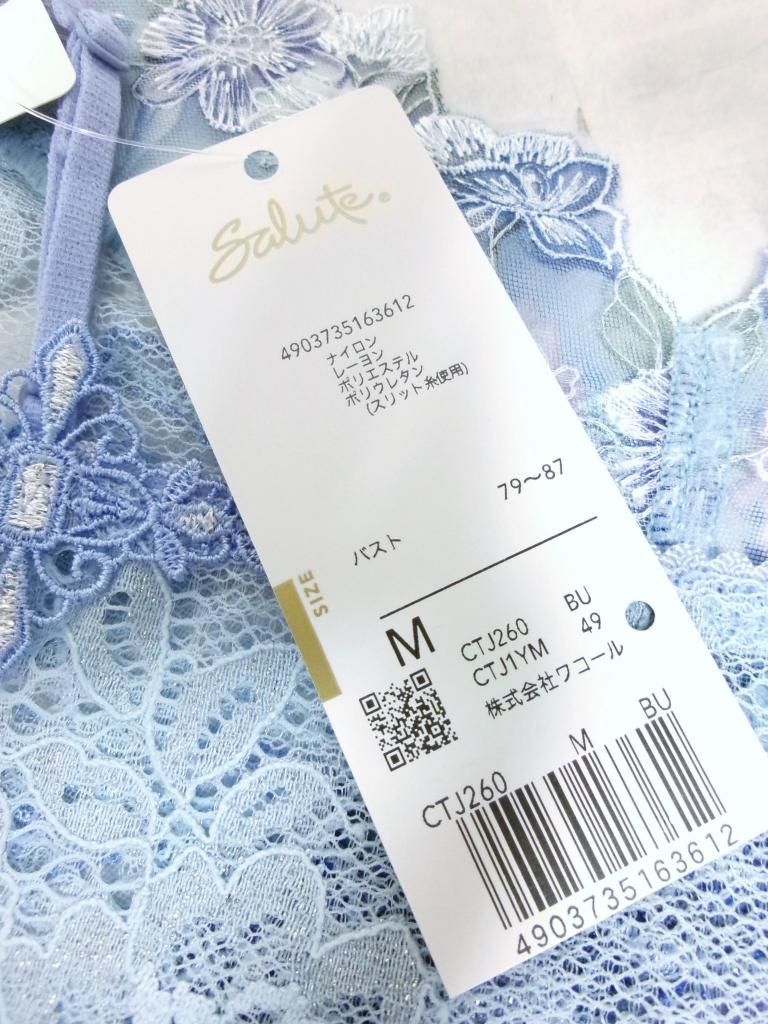 Salute®
4903735163612
ナイロン
レーヨン
ポリエステル
ポリウレタン
(スリット糸使用)
バスト 79～87
SIZE
M
CTJ260 BU
CTJ1YM 49
株式会社ワコール
CTJ260 M BU
4903735163612